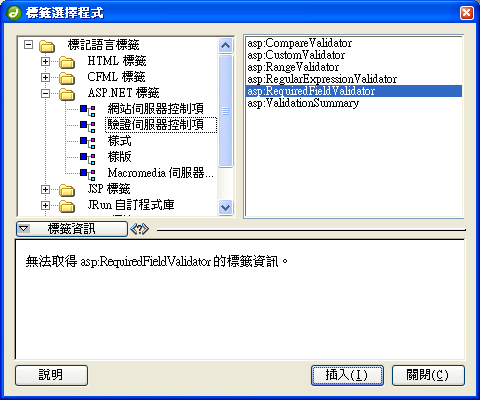 標籤選擇程式
標記語言標籤
HTML 標籤
CFML 標籤
ASP.NET 標籤
網站伺服器控制項
驗證伺服器控制項
樣式
樣版
Macromedia 伺服器...
JSP 標籤
JRun 自訂程式庫
asp:CompareValidator
asp:CustomValidator
asp:RangeValidator
asp:RegularExpressionValidator
asp:RequiredFieldValidator
asp:ValidationSummary
標籤資訊
無法取得 asp:RequiredFieldValidator 的標籤資訊。
說明
插入(I)
關閉(C)